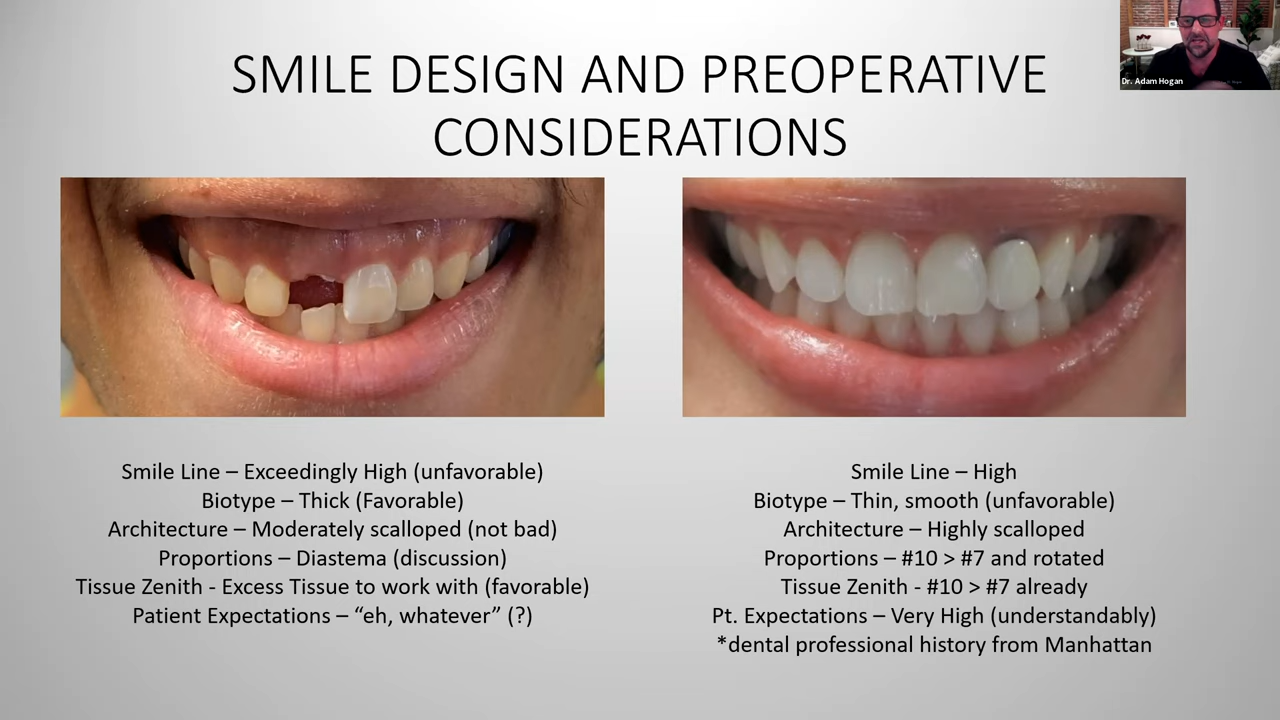 SMILE DESIGN AND PREOPERATIVE
CONSIDERATIONS
Dr. Adam Hogan
Smile Line – Exceedingly High (unfavorable)
Biotype – Thick (Favorable)
Architecture – Moderately scalloped (not bad)
Proportions – Diastema (discussion)
Tissue Zenith - Excess Tissue to work with (favorable)
Patient Expectations – “eh, whatever” (?)
Smile Line – High
Biotype – Thin, smooth (unfavorable)
Architecture – Highly scalloped
Proportions – #10 > #7 and rotated
Tissue Zenith - #10 > #7 already
Pt. Expectations – Very High (understandably)
*dental professional history from Manhattan